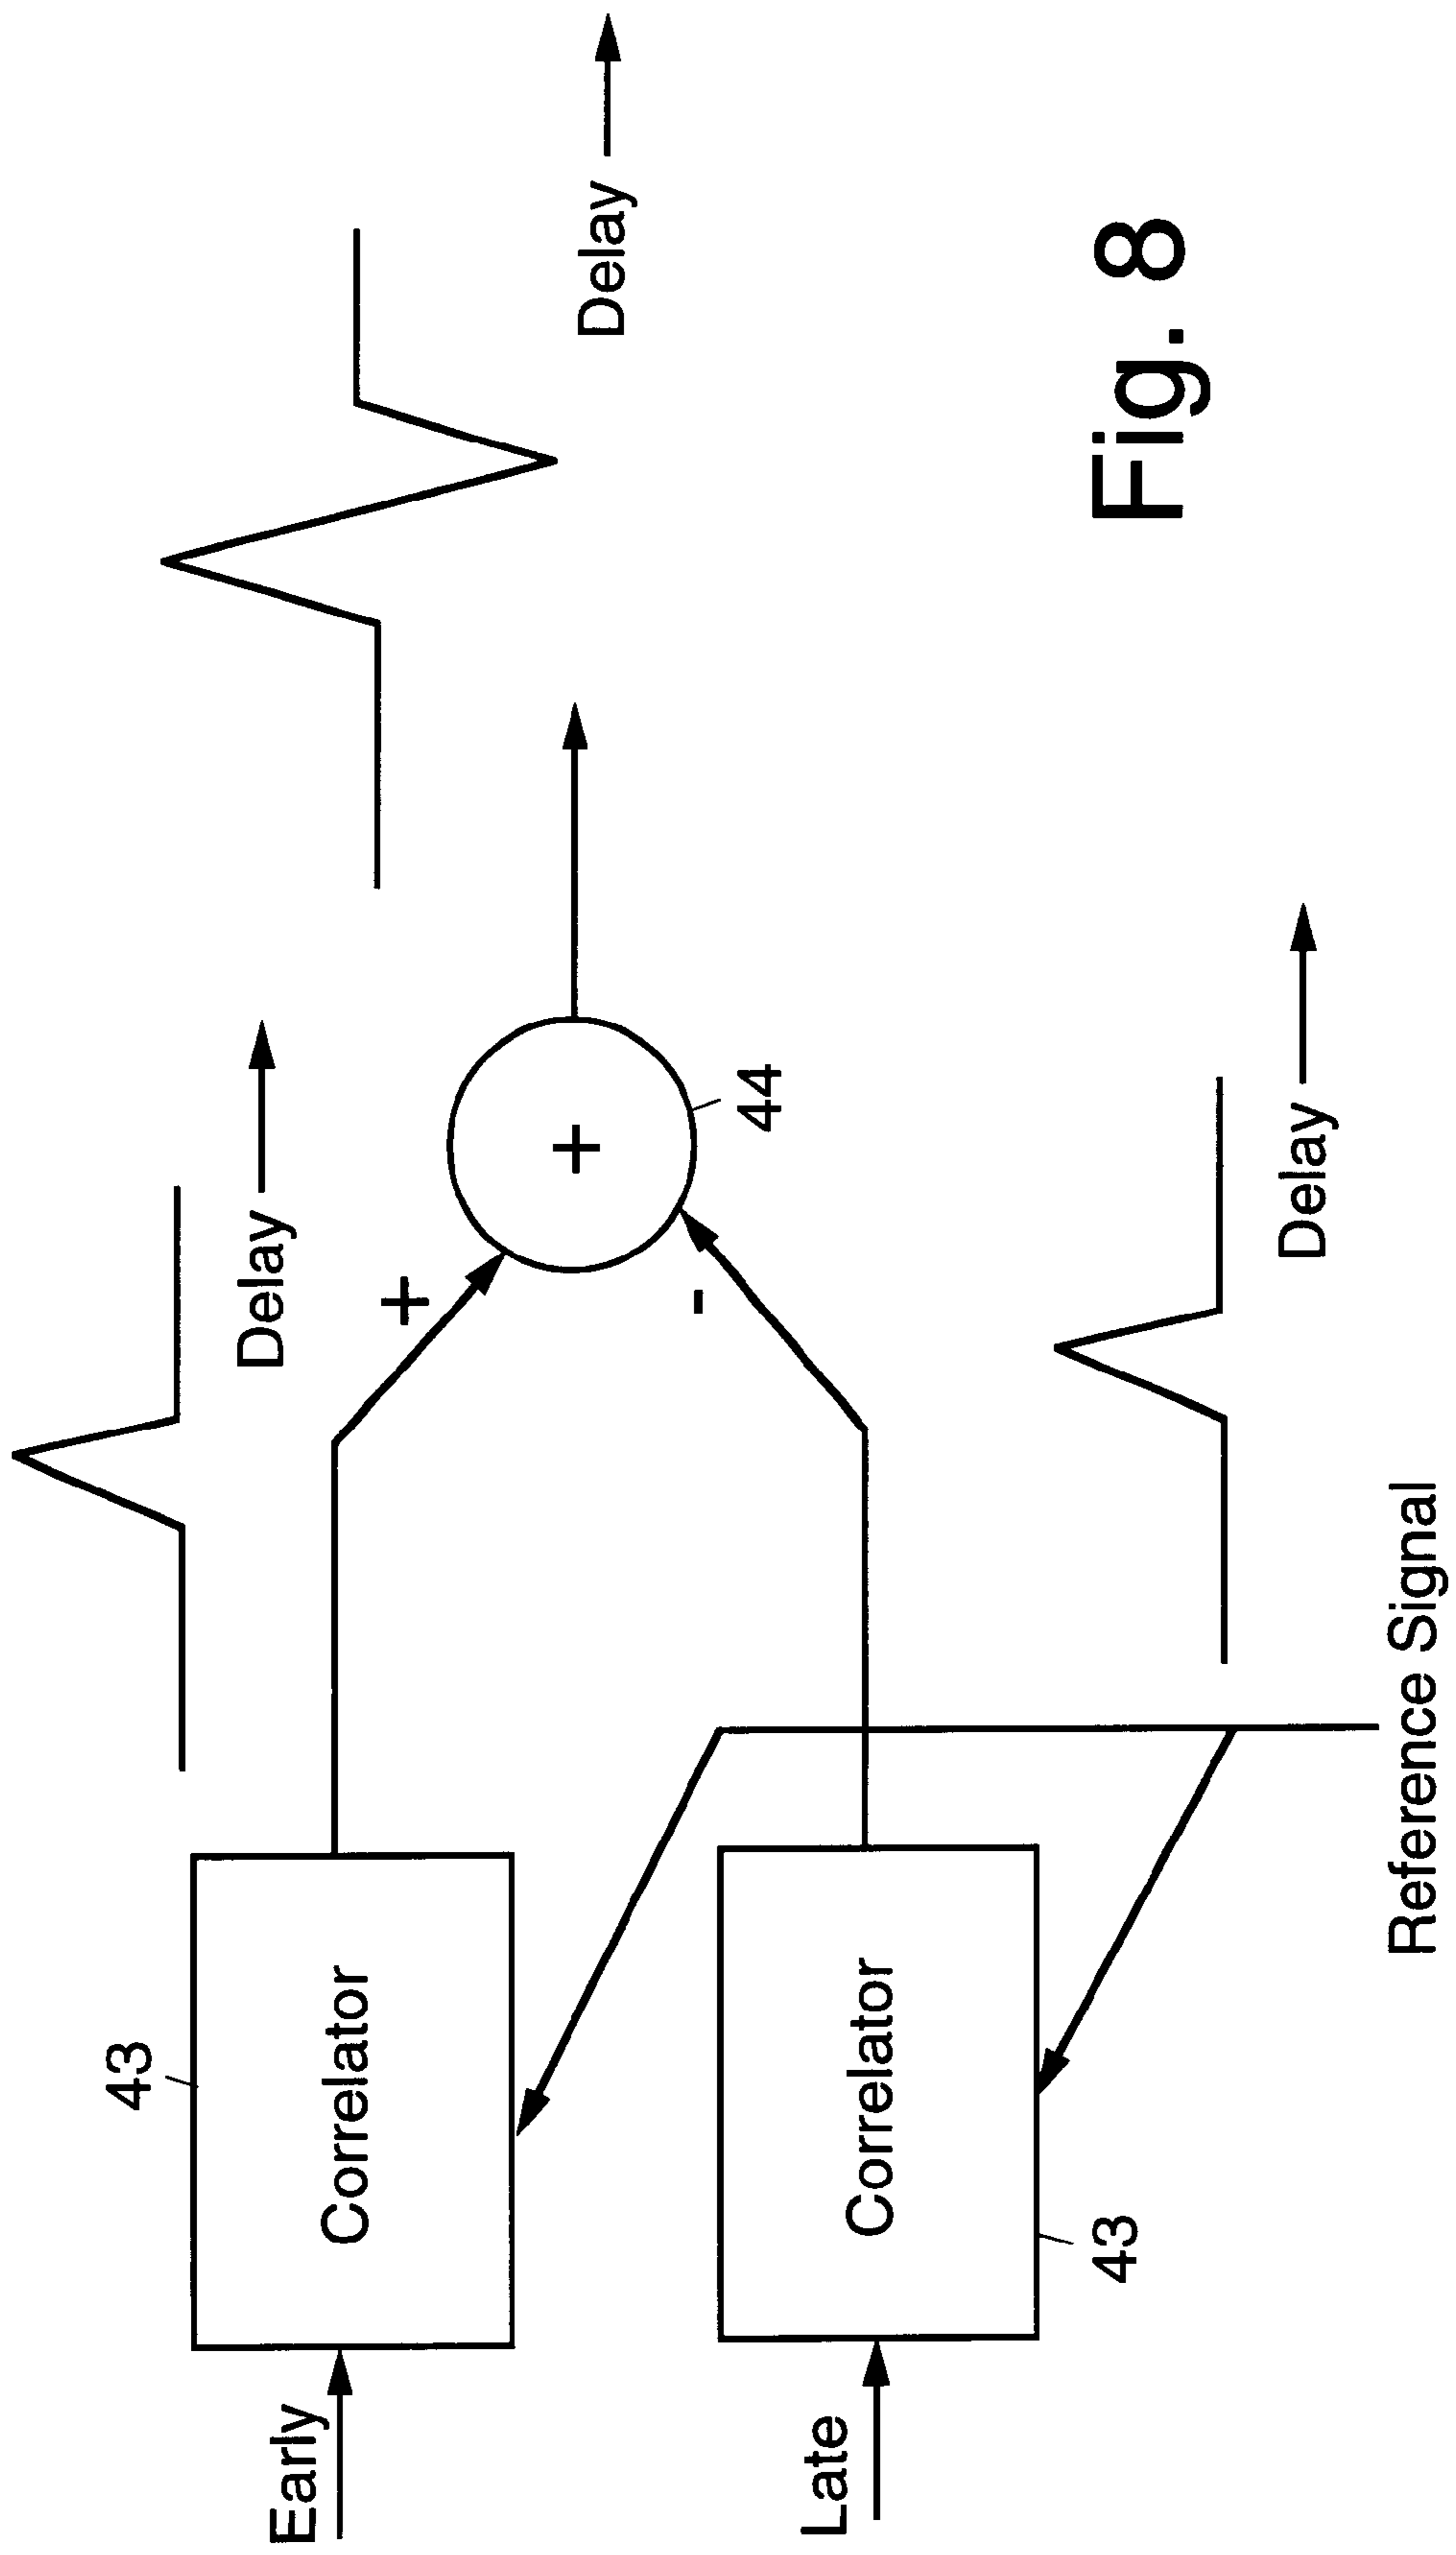 43
Early
Correlator
Delay
+
+
44
-
Late
Correlator
43
Delay
Delay
Reference Signal
Fig. 8